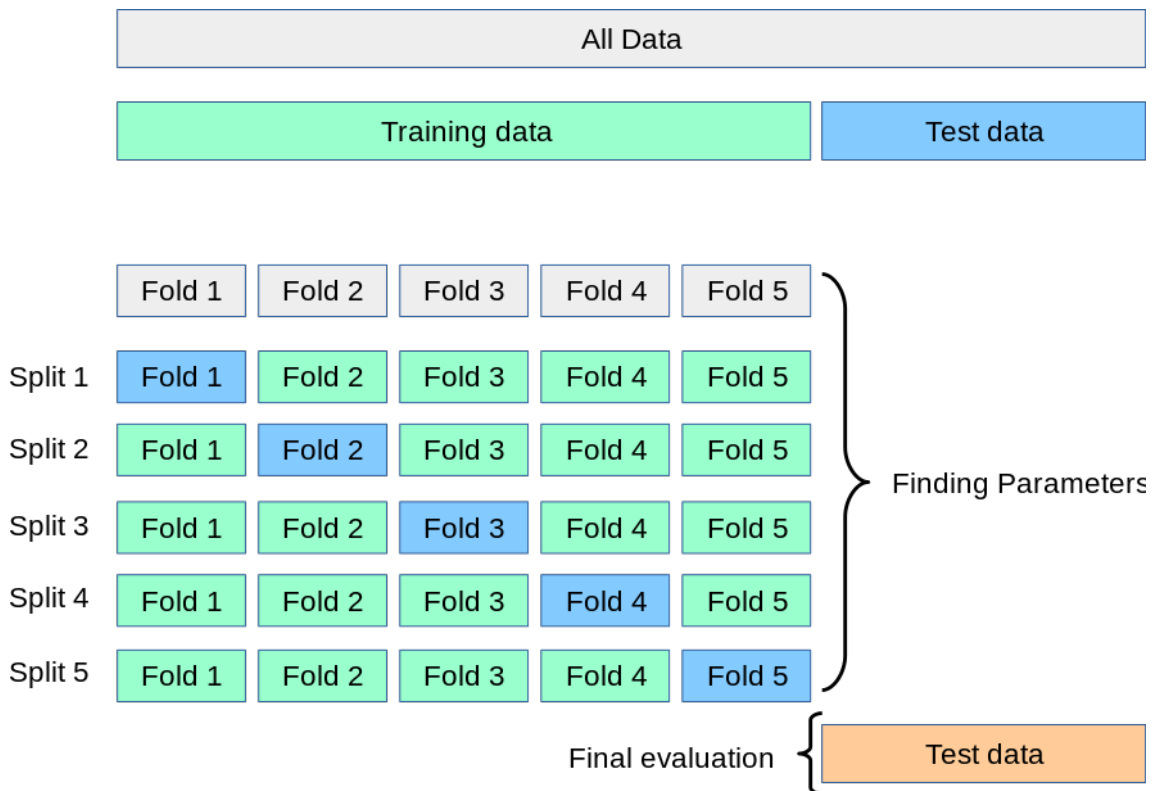 All Data
Training data Test data
Fold 1 Fold 2 Fold 3 Fold 4 Fold 5
Split 1 Fold 1 Fold 2 Fold 3 Fold 4 Fold 5
Split 2 Fold 1 Fold 2 Fold 3 Fold 4 Fold 5
Finding Parameters
Split 3 Fold 1 Fold 2 Fold 3 Fold 4 Fold 5
Split 4 Fold 1 Fold 2 Fold 3 Fold 4 Fold 5
Split 5 Fold 1 Fold 2 Fold 3 Fold 4 Fold 5
Final evaluation Test data